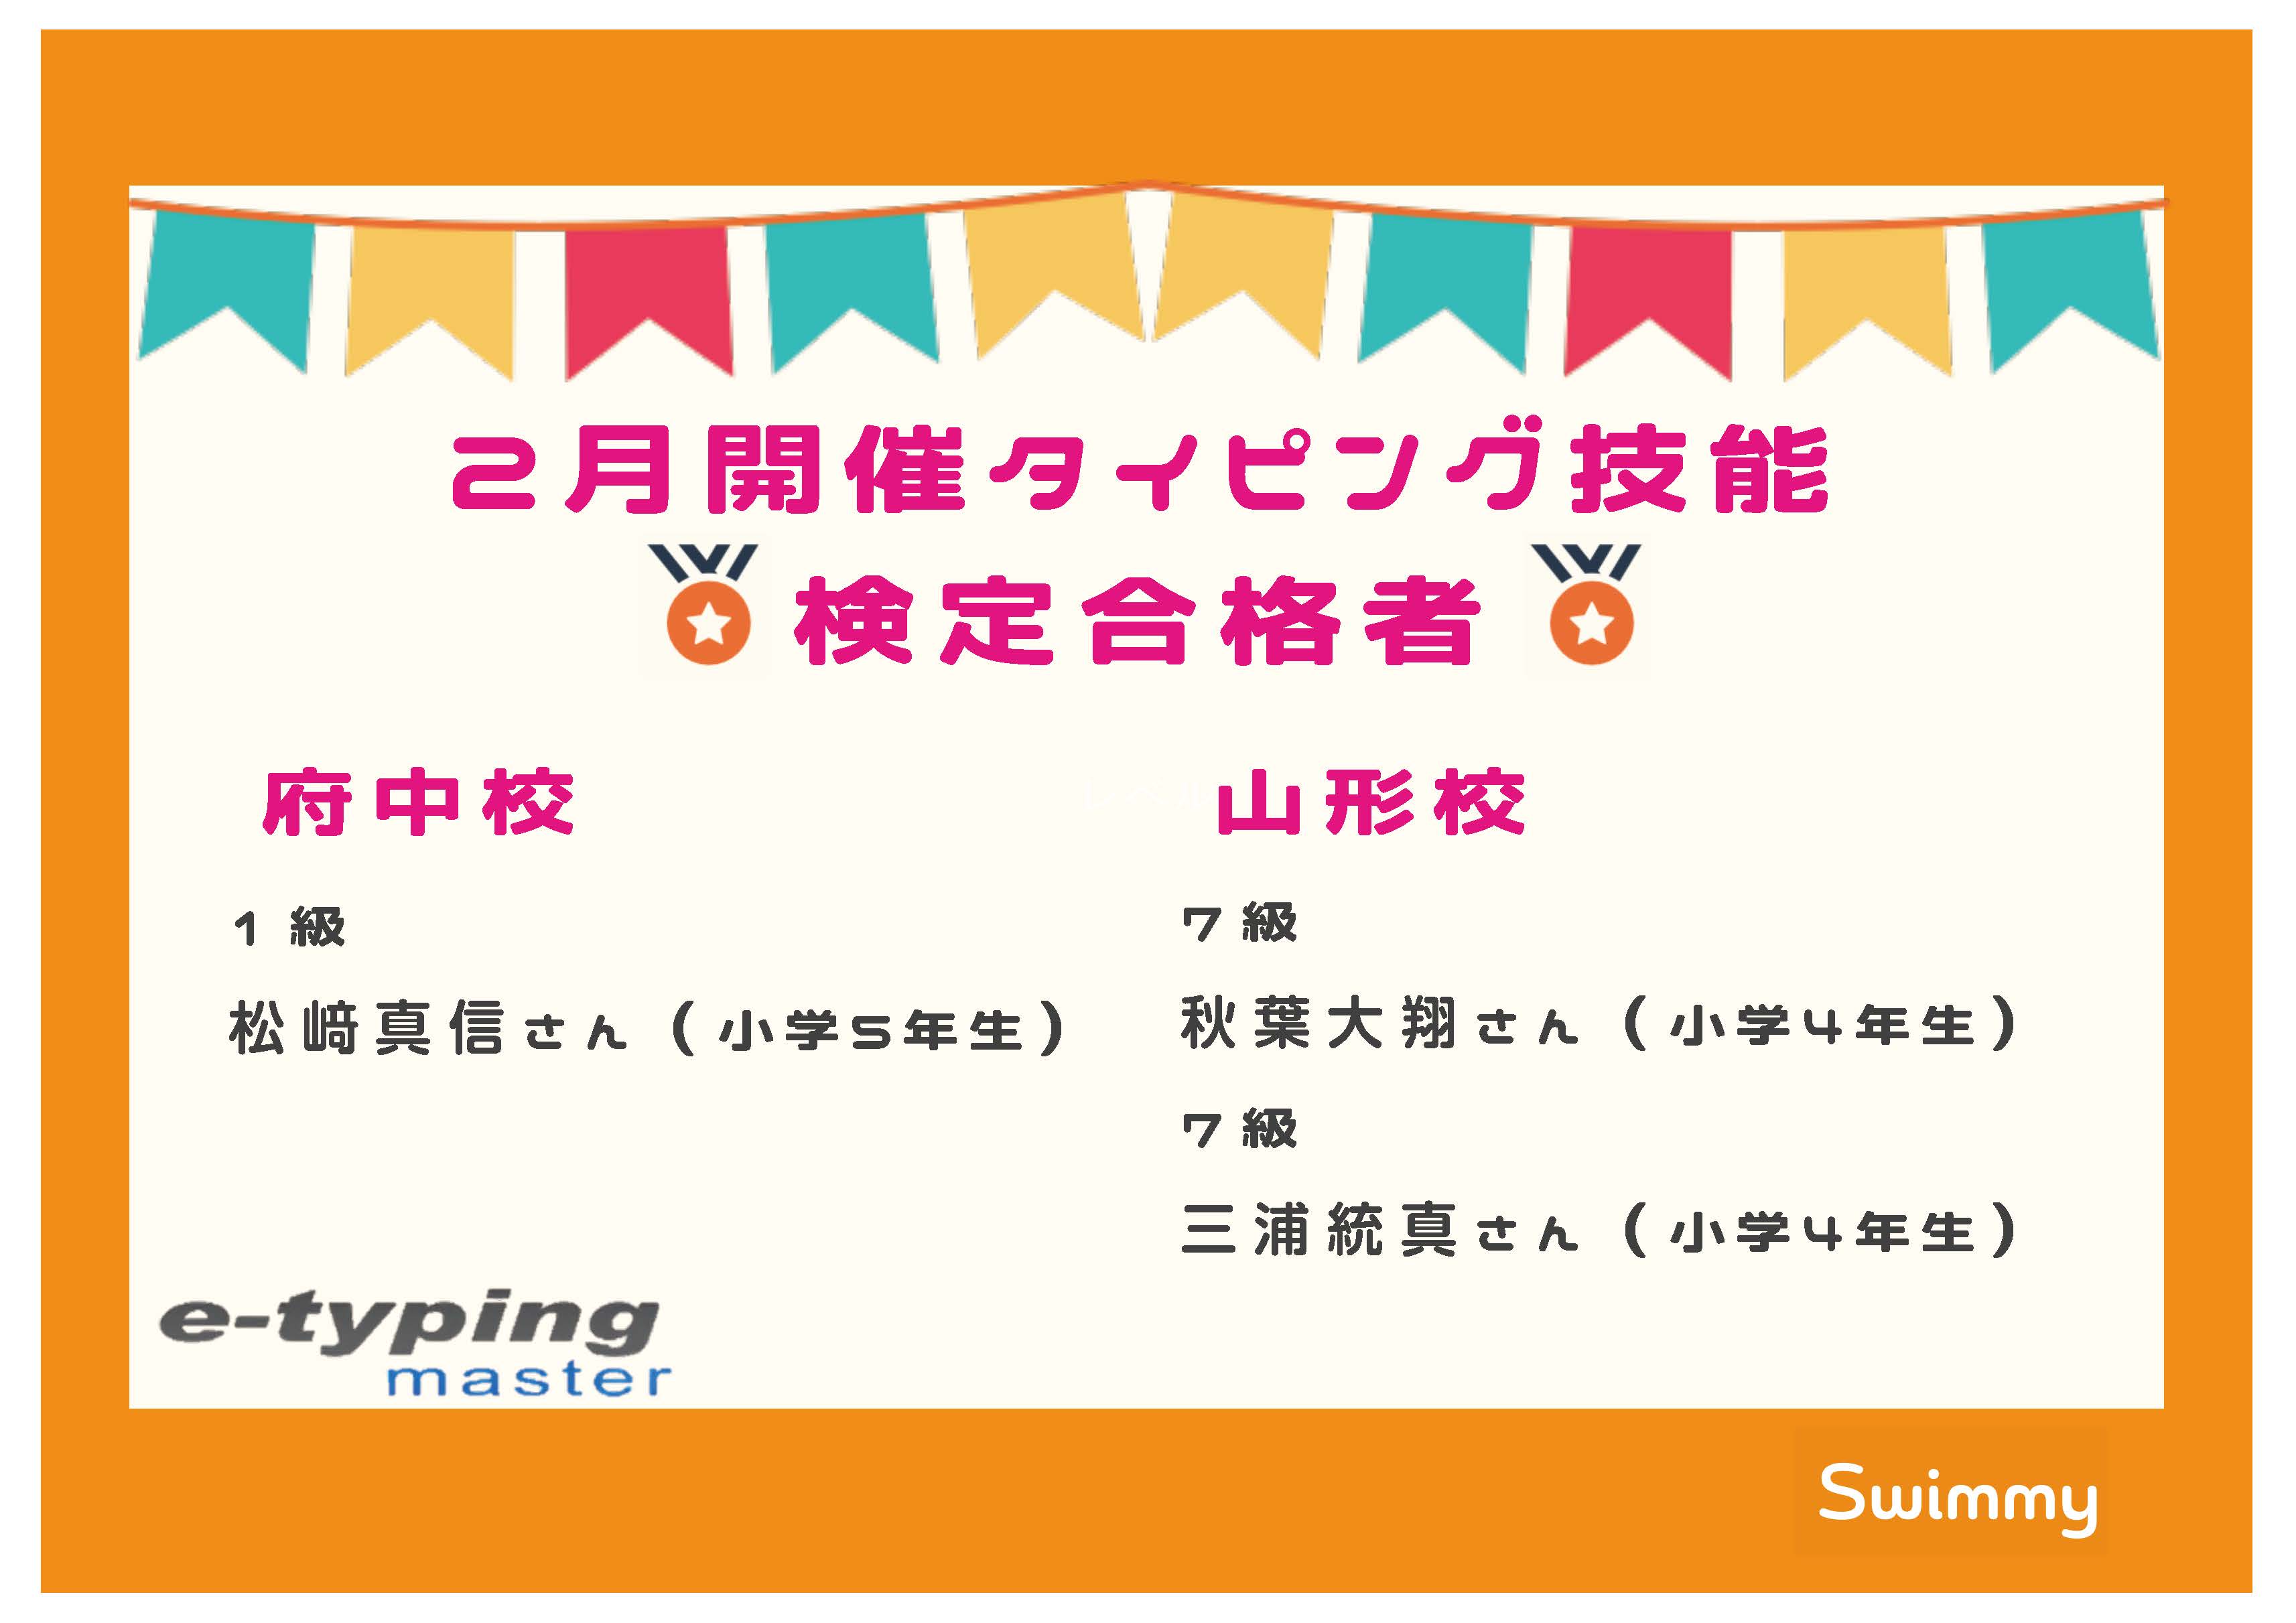 2月開催タイピング技能
検定合格者
府中校
1 級
松﨑真信さん（小学5年生）
山形校
7 級
秋葉大翔さん（小学4年生）
7 級
三浦統真さん（小学4年生）
e-typing
master
Swimmy